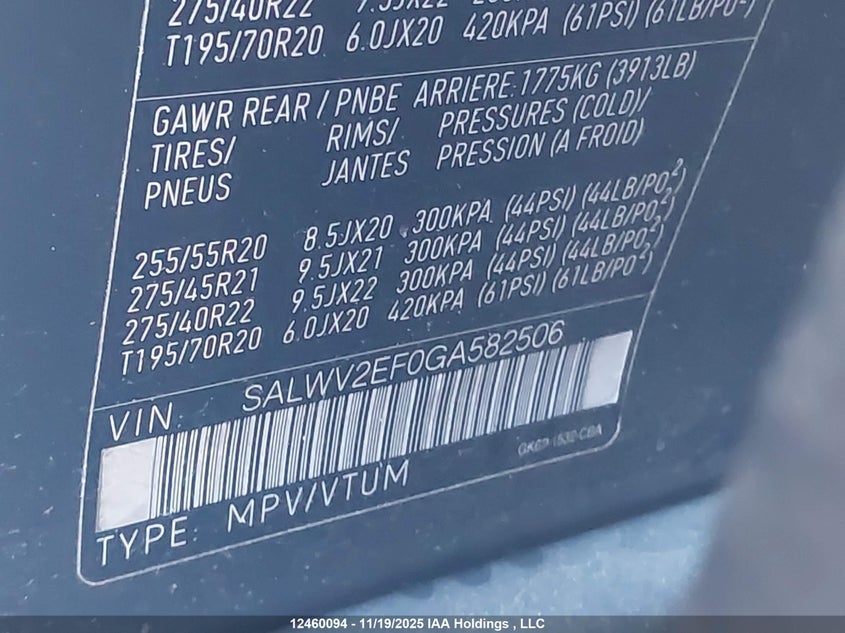 275/40R22 9.5JX22
T195/70R20 6.0JX20 420KPA (61PSI) (61LB/PO²)
GAWR REAR / PNBE ARRIERE: 1775KG (3913LB)
TIRES/ RIMS/ PRESSURES (COLD)/
PNEUS JANTES PRESSION (A FROID)
255/55R20 8.5JX20 300KPA (44PSI) (44LB/PO²)
275/45R21 9.5JX21 300KPA (44PSI) (44LB/PO²)
275/40R22 9.5JX22 300KPA (44PSI) (44LB/PO²)
T195/70R20 6.0JX20 420KPA (61PSI) (61LB/PO²)
VIN: SALWV2EF0GA582506
TYPE: MPV/VTUM
12460094 - 11/19/2025 IAA Holdings , LLC